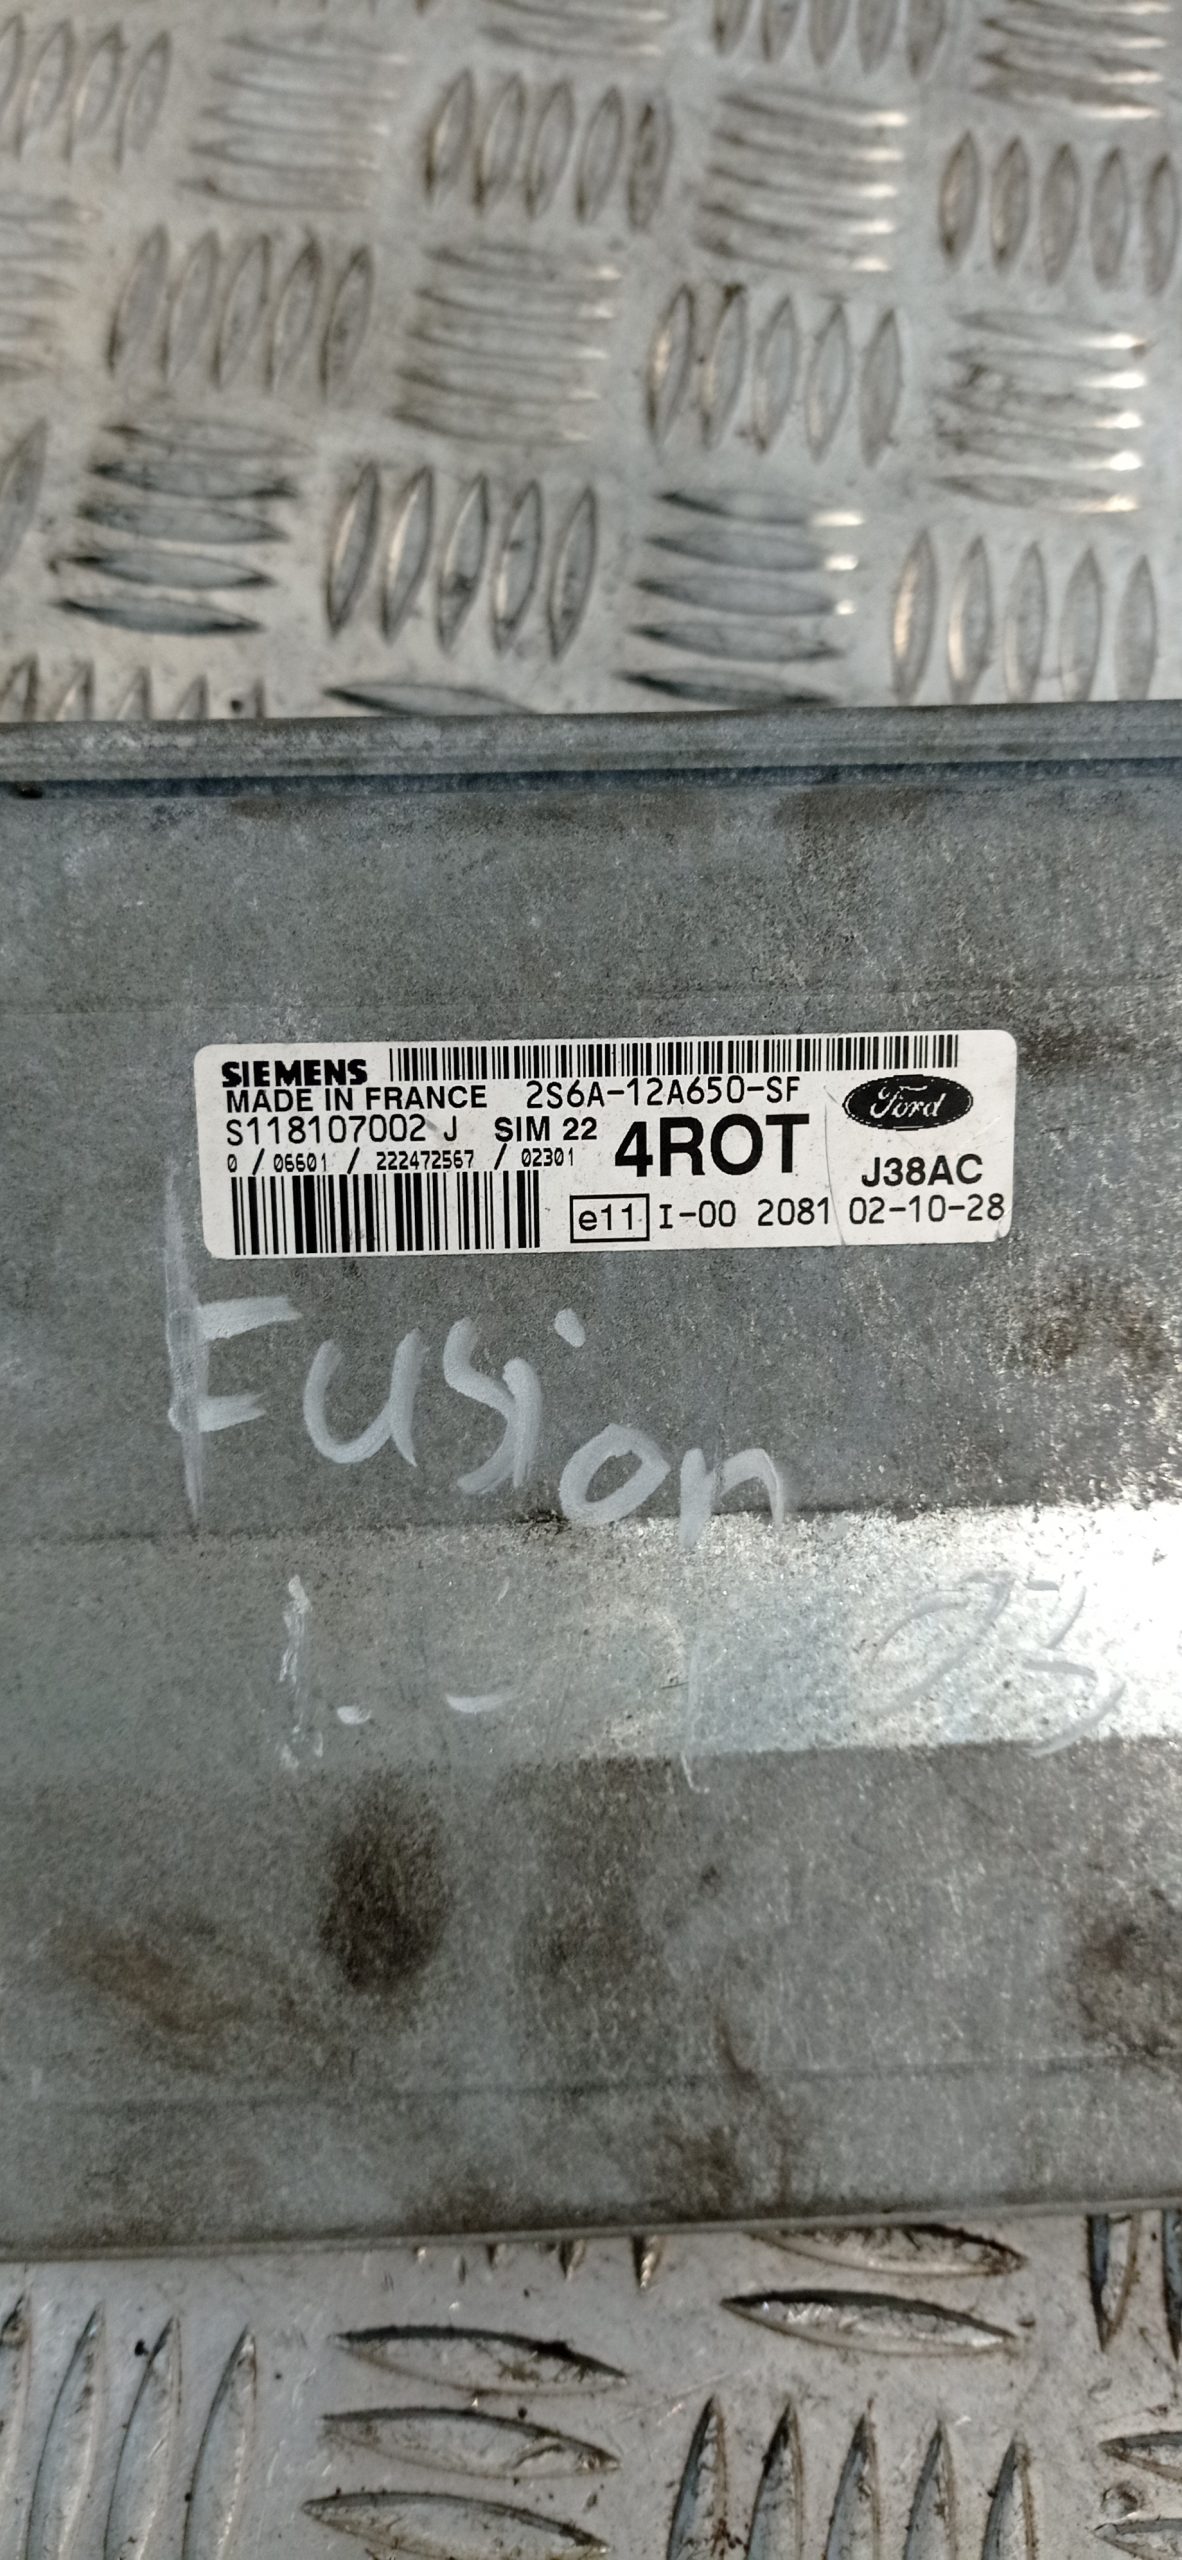 SIEMENS
MADE IN FRANCE 2S6A-12A650-SF
Ford
S118107002 J SIM 22 4ROT
0 / 06601 / 222472567 / 02301
J38AC
e11 I-00 2081 02-10-28
Fusion
03